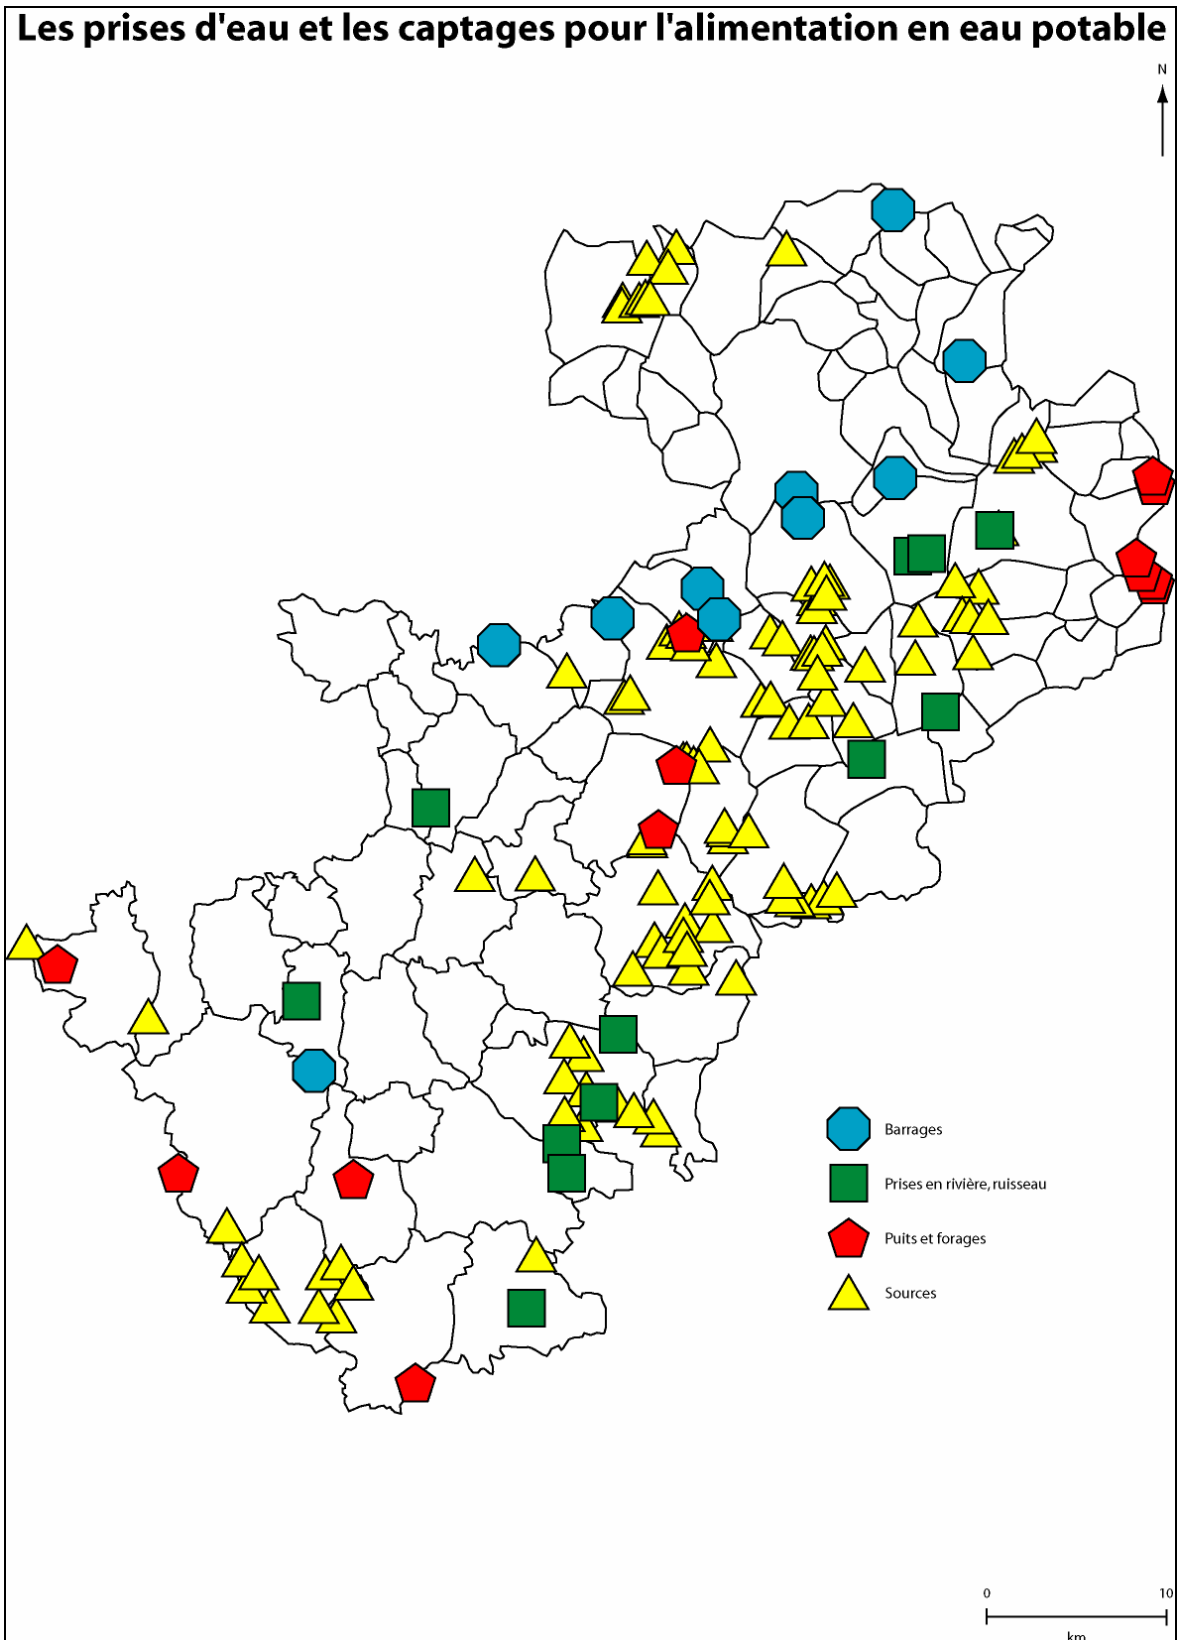 Les prises d'eau et les captages pour l'alimentation en eau potable
N
Barrages
Prises en rivière, ruisseau
Puits et forages
Sources
0 10
km